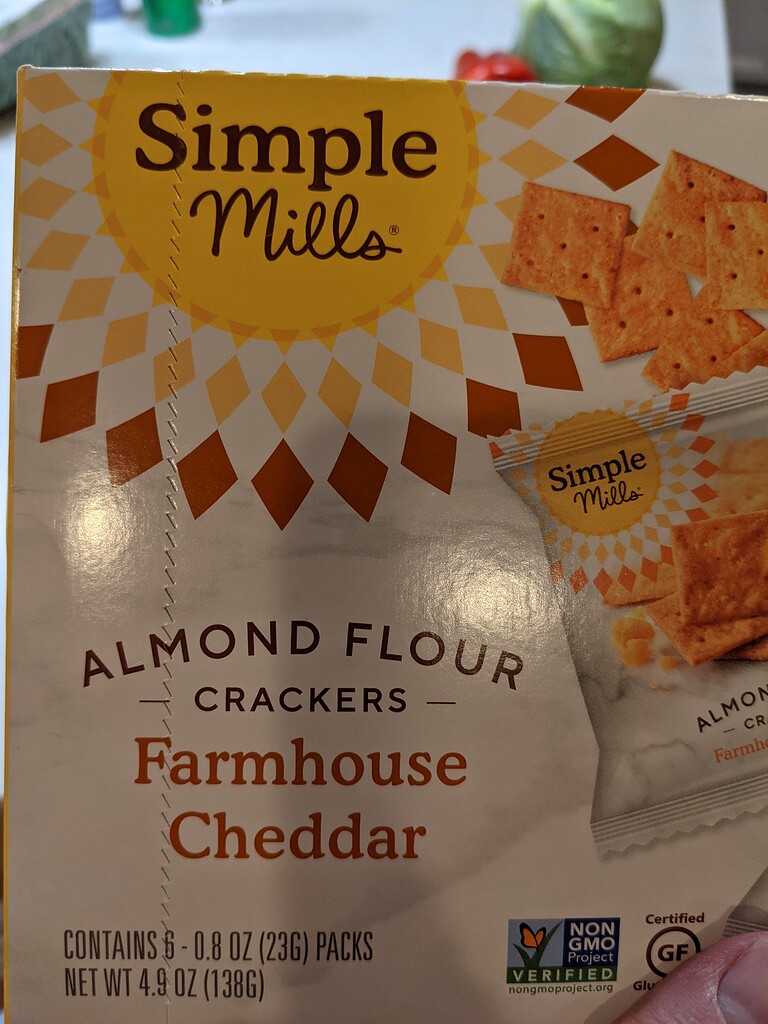 Simple
Mills®
Simple
Mills
ALMOND FLOUR
CRACKERS
Farmhouse
Cheddar
CONTAINS 6 - 0.8 OZ (23G) PACKS
NET WT 4.9 OZ (138G)
NON
GMO
Project
VERIFIED
nongmoproject.org
Certified
GF